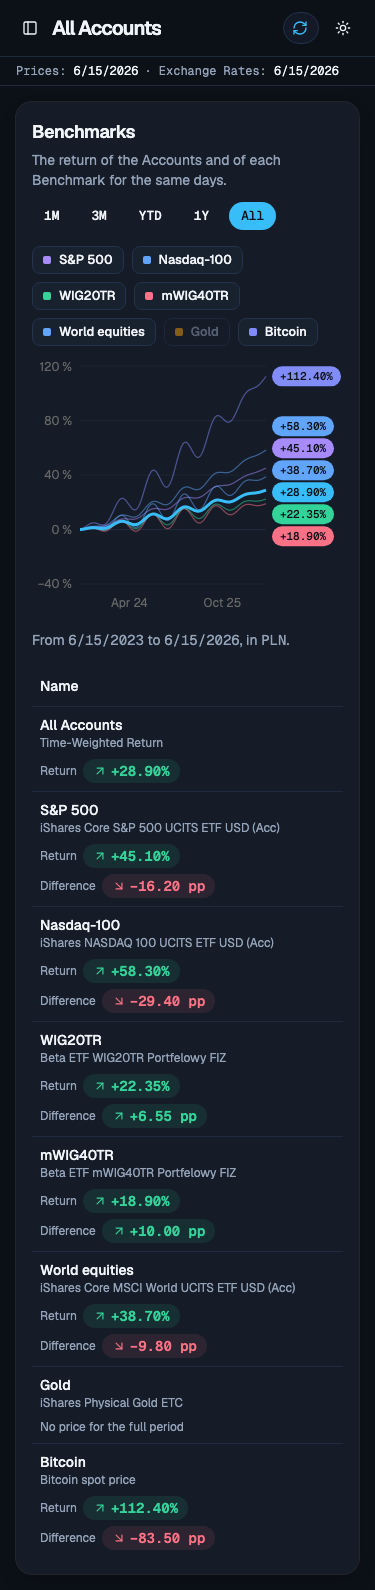 All Accounts
Prices: 6/15/2026 · Exchange Rates: 6/15/2026
Benchmarks
The return of the Accounts and of each
Benchmark for the same days.
1M 3M YTD 1Y All
S&P 500 Nasdaq-100
WIG20TR mWIG40TR
World equities Gold Bitcoin
120 %
+112.40%
80 %
+58.30%
+45.10%
40 %
+38.70%
+28.90%
+22.35%
0 %
+18.90%
−40 %
Apr 24 Oct 25
From 6/15/2023 to 6/15/2026, in PLN.
Name
All Accounts
Time-Weighted Return
Return +28.90%
S&P 500
iShares Core S&P 500 UCITS ETF USD (Acc)
Return +45.10%
Difference −16.20 pp
Nasdaq-100
iShares NASDAQ 100 UCITS ETF USD (Acc)
Return +58.30%
Difference −29.40 pp
WIG20TR
Beta ETF WIG20TR Portfelowy FIZ
Return +22.35%
Difference +6.55 pp
mWIG40TR
Beta ETF mWIG40TR Portfelowy FIZ
Return +18.90%
Difference +10.00 pp
World equities
iShares Core MSCI World UCITS ETF USD (Acc)
Return +38.70%
Difference −9.80 pp
Gold
iShares Physical Gold ETC
No price for the full period
Bitcoin
Bitcoin spot price
Return +112.40%
Difference −83.50 pp